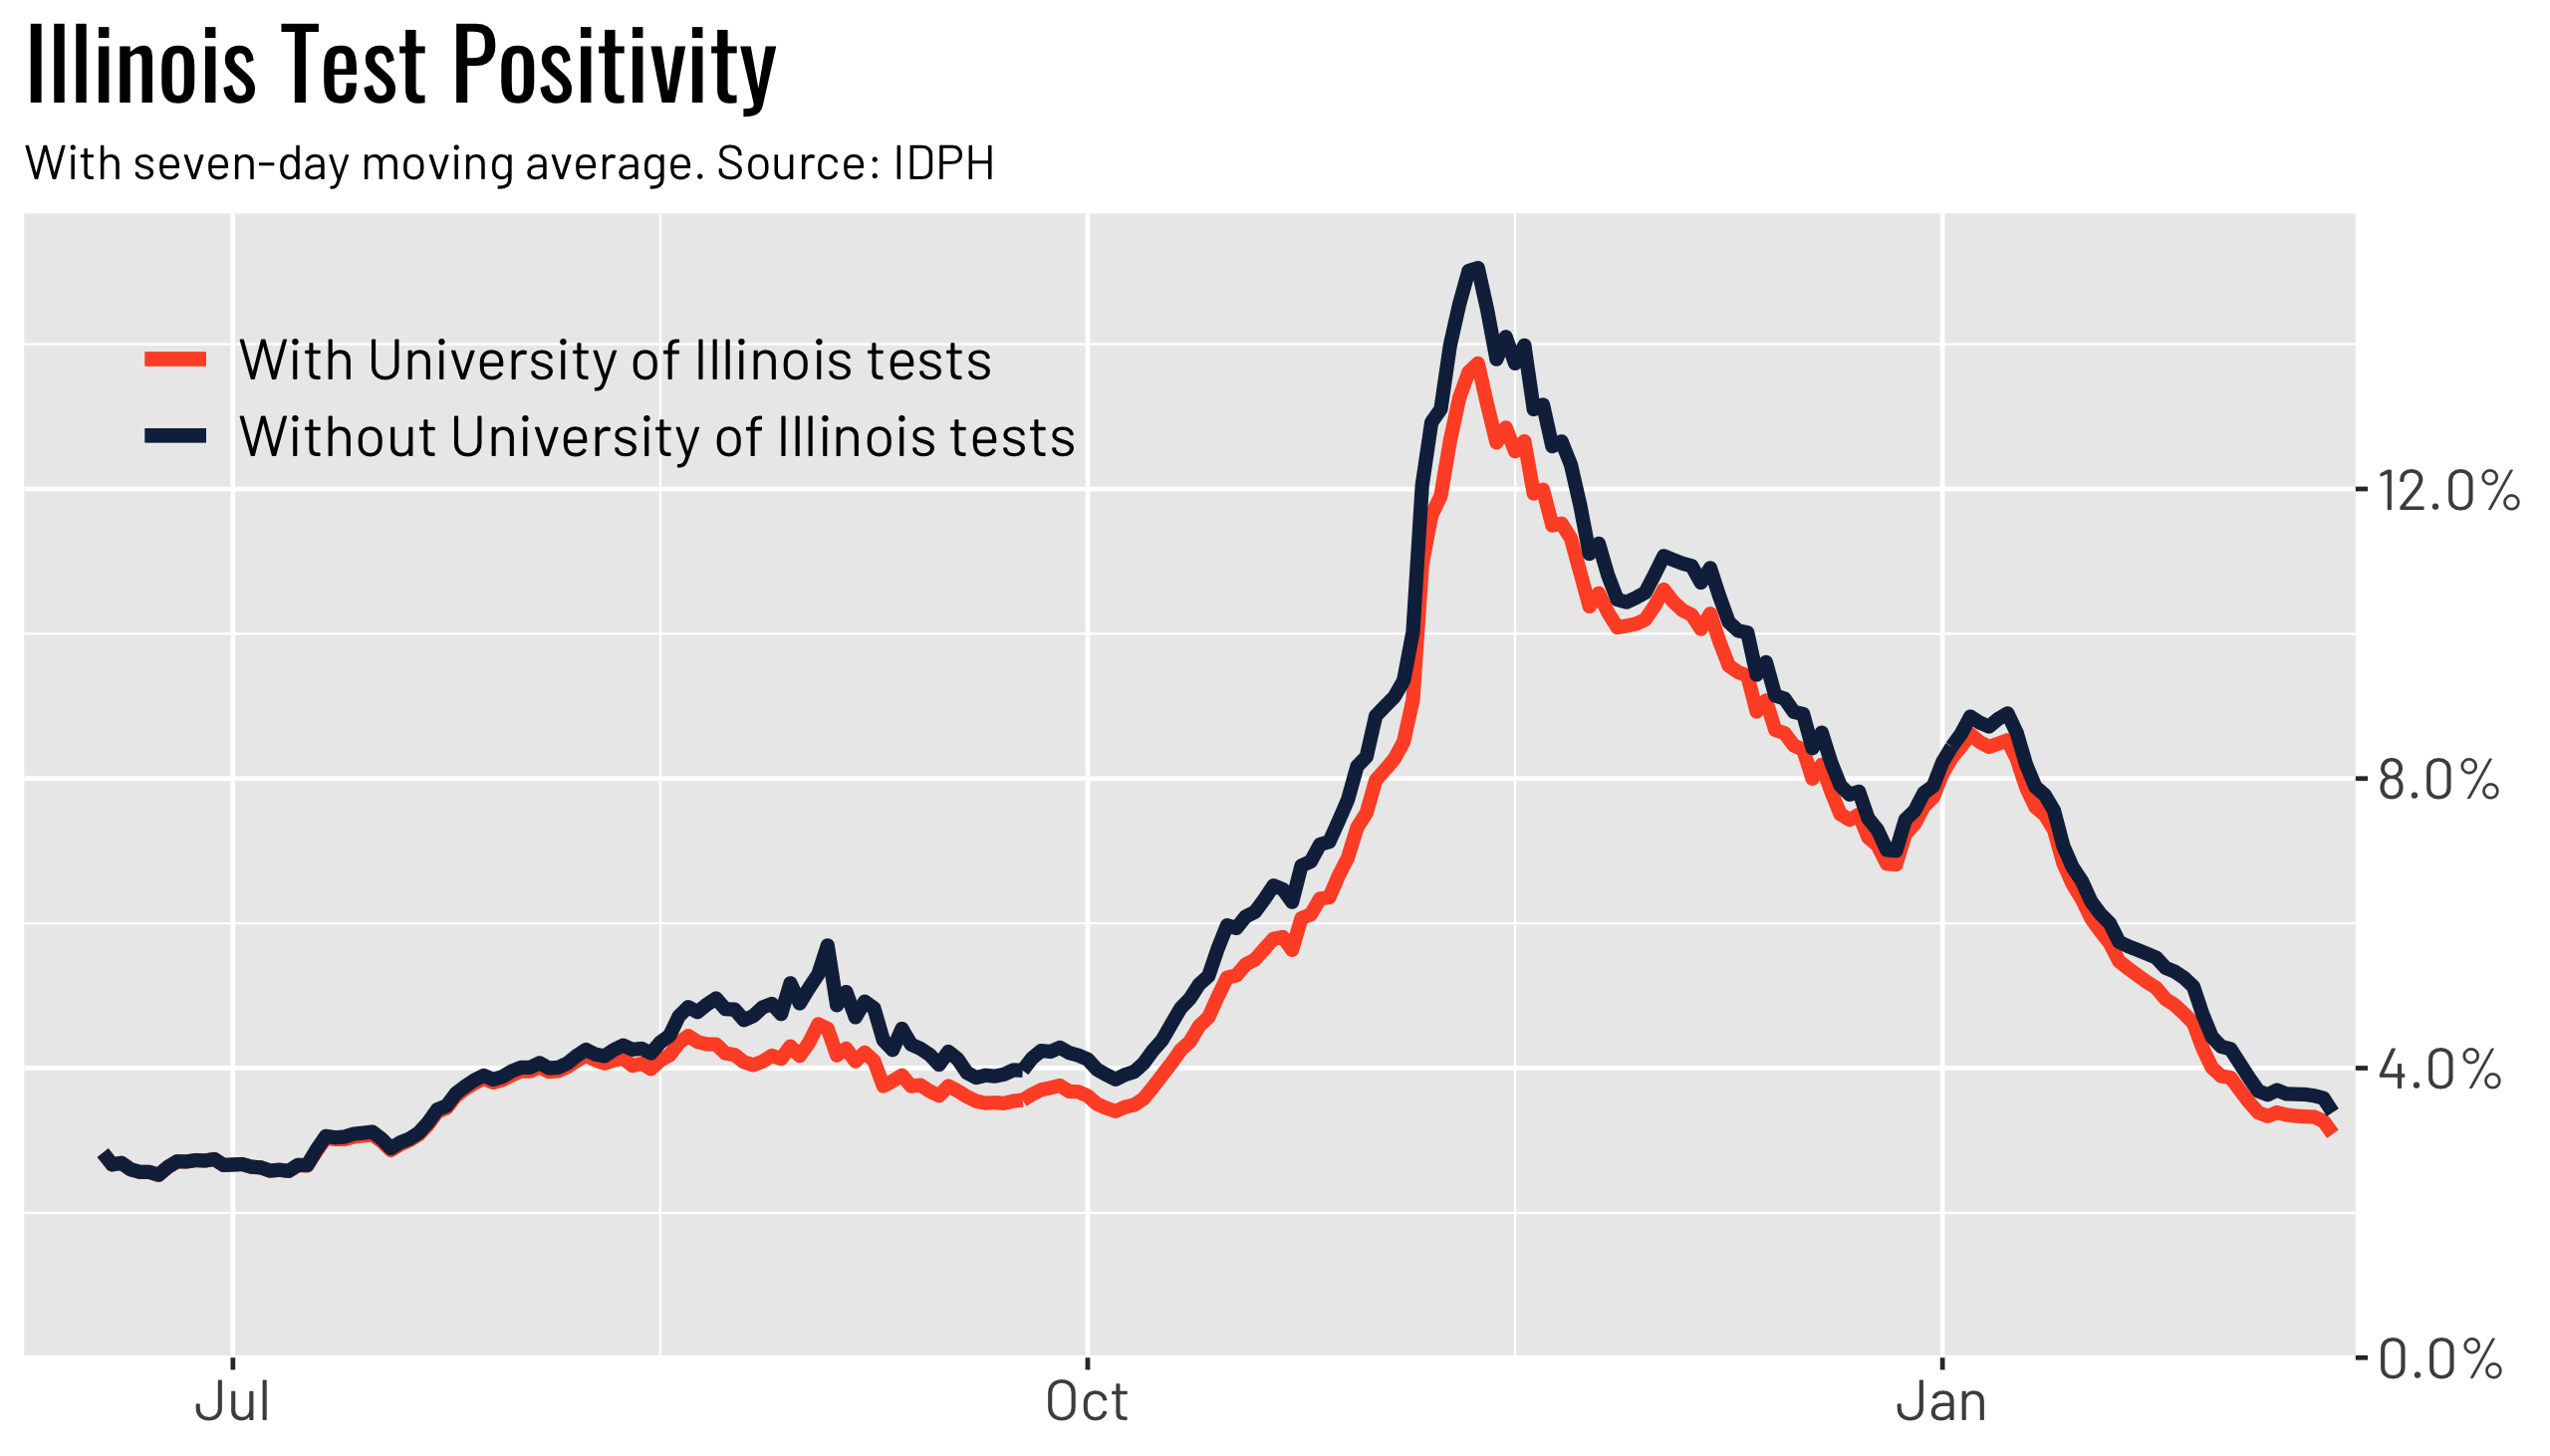 Illinois Test Positivity
With seven-day moving average. Source: IDPH
With University of Illinois tests
Without University of Illinois tests
12.0%
8.0%
4.0%
0.0%
Jul Oct Jan